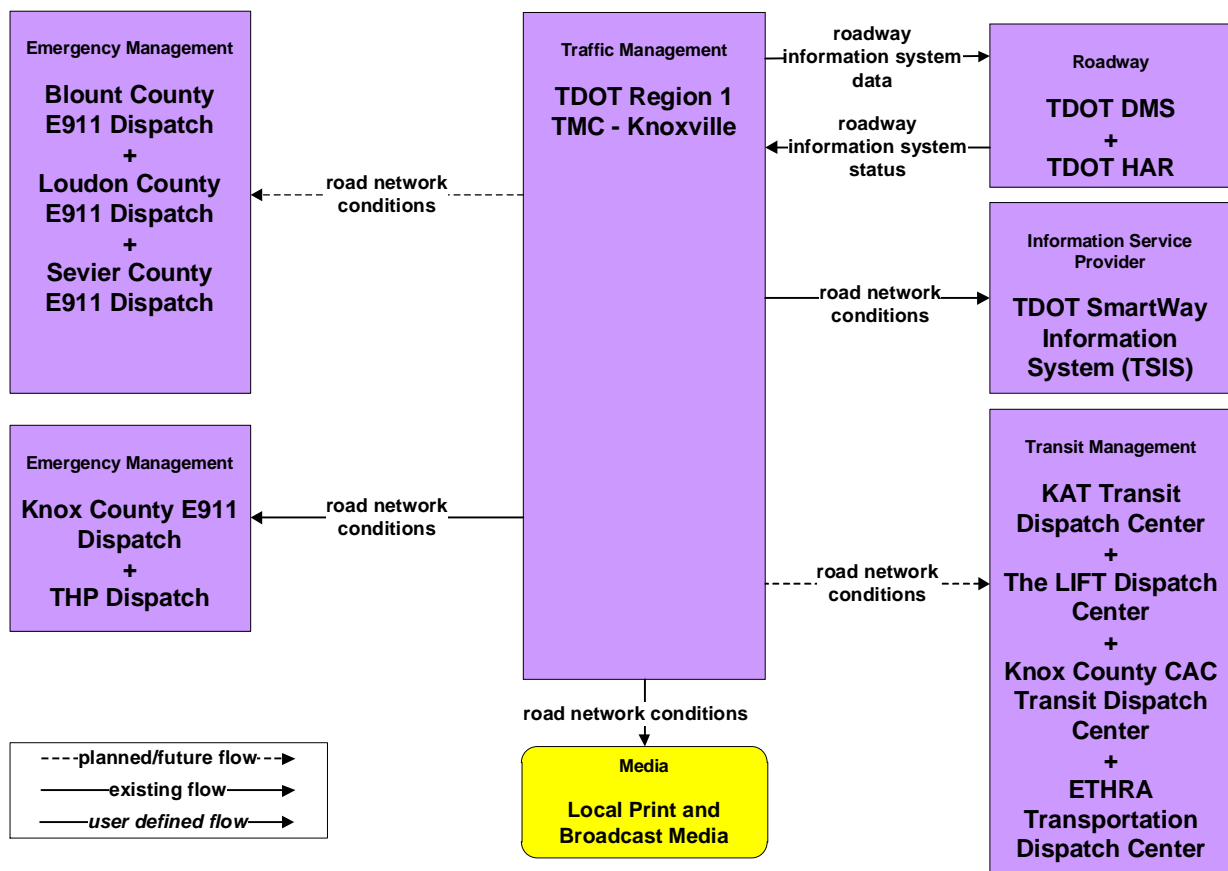 Emergency Management
Blount County
E911 Dispatch
+
Loudon County
E911 Dispatch
+
Sevier County
E911 Dispatch
road network
conditions
Emergency Management
Knox County E911
Dispatch
+
THP Dispatch
road network
conditions
Traffic Management
TDOT Region 1
TMC - Knoxville
roadway
information system
data
roadway
information system
status
Roadway
TDOT DMS
+
TDOT HAR
road network
conditions
Information Service
Provider
TDOT SmartWay
Information
System (TSIS)
road network
conditions
Transit Management
KAT Transit
Dispatch Center
+
The LIFT Dispatch
Center
+
Knox County CAC
Transit Dispatch
Center
+
ETHRA
Transportation
Dispatch Center
road network conditions
Media
Local Print and
Broadcast Media
planned/future flow
existing flow
user defined flow